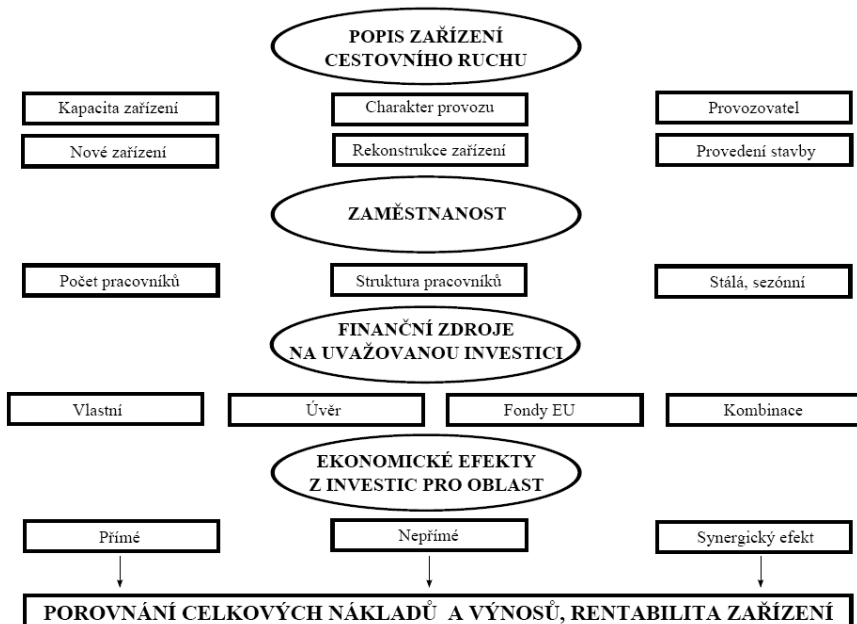 POPIS ZAŘÍZENÍ
CESTOVNÍHO RUCHU
Kapacita zařízení
Charakter provozu
Provozovatel
Nové zařízení
Rekonstrukce zařízení
Provedení stavby
ZAMĚSTNANOST
Počet pracovníků
Struktura pracovníků
Stálá, sezónní
FINANČNÍ ZDROJE
NA UVAŽOVANOU INVESTICI
Vlastní
Úvěr
Fondy EU
Kombinace
EKONOMICKÉ EFEKTY
Z INVESTIC PRO OBLAST
Přímé
Nepřímé
Synergický efekt
POROVNÁNÍ CELKOVÝCH NÁKLADŮ A VÝNOSŮ, RENTABILITA ZAŘÍZENÍ